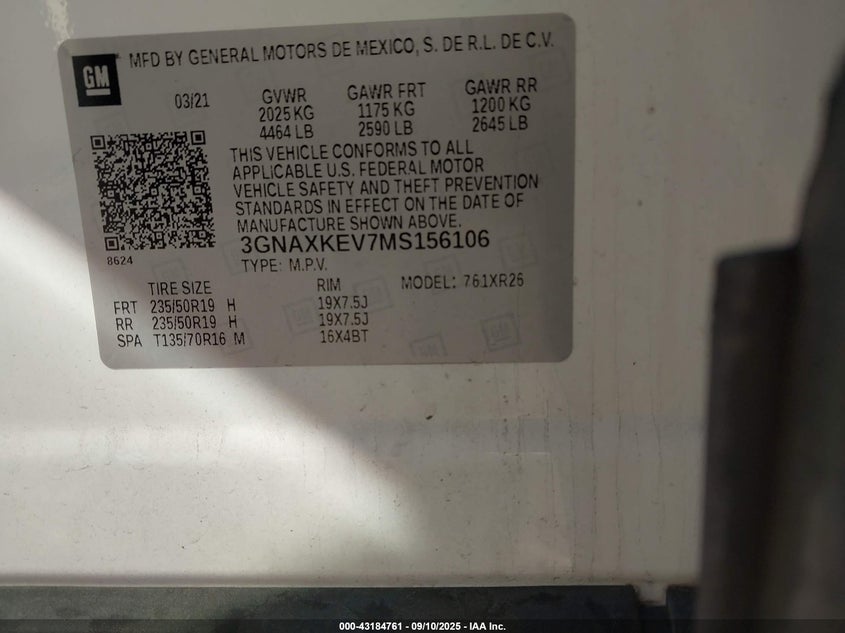 GM
MFD BY GENERAL MOTORS DE MEXICO, S. DE R.L. DE C.V.
03/21 GVWR GAWR FRT GAWR RR
2025 KG 1175 KG 1200 KG
4464 LB 2590 LB 2645 LB
THIS VEHICLE CONFORMS TO ALL
APPLICABLE U.S. FEDERAL MOTOR
VEHICLE SAFETY AND THEFT PREVENTION
STANDARDS IN EFFECT ON THE DATE OF
MANUFACTURE SHOWN ABOVE.
3GNAXKEV7MS156106
8624
TYPE: M.P.V.
TIRE SIZE RIM MODEL: 761XR26
FRT 235/50R19 H 19X7.5J
RR 235/50R19 H 19X7.5J
SPA T135/70R16 M 16X4BT
000-43184761 - 09/10/2025 - IAA Inc.